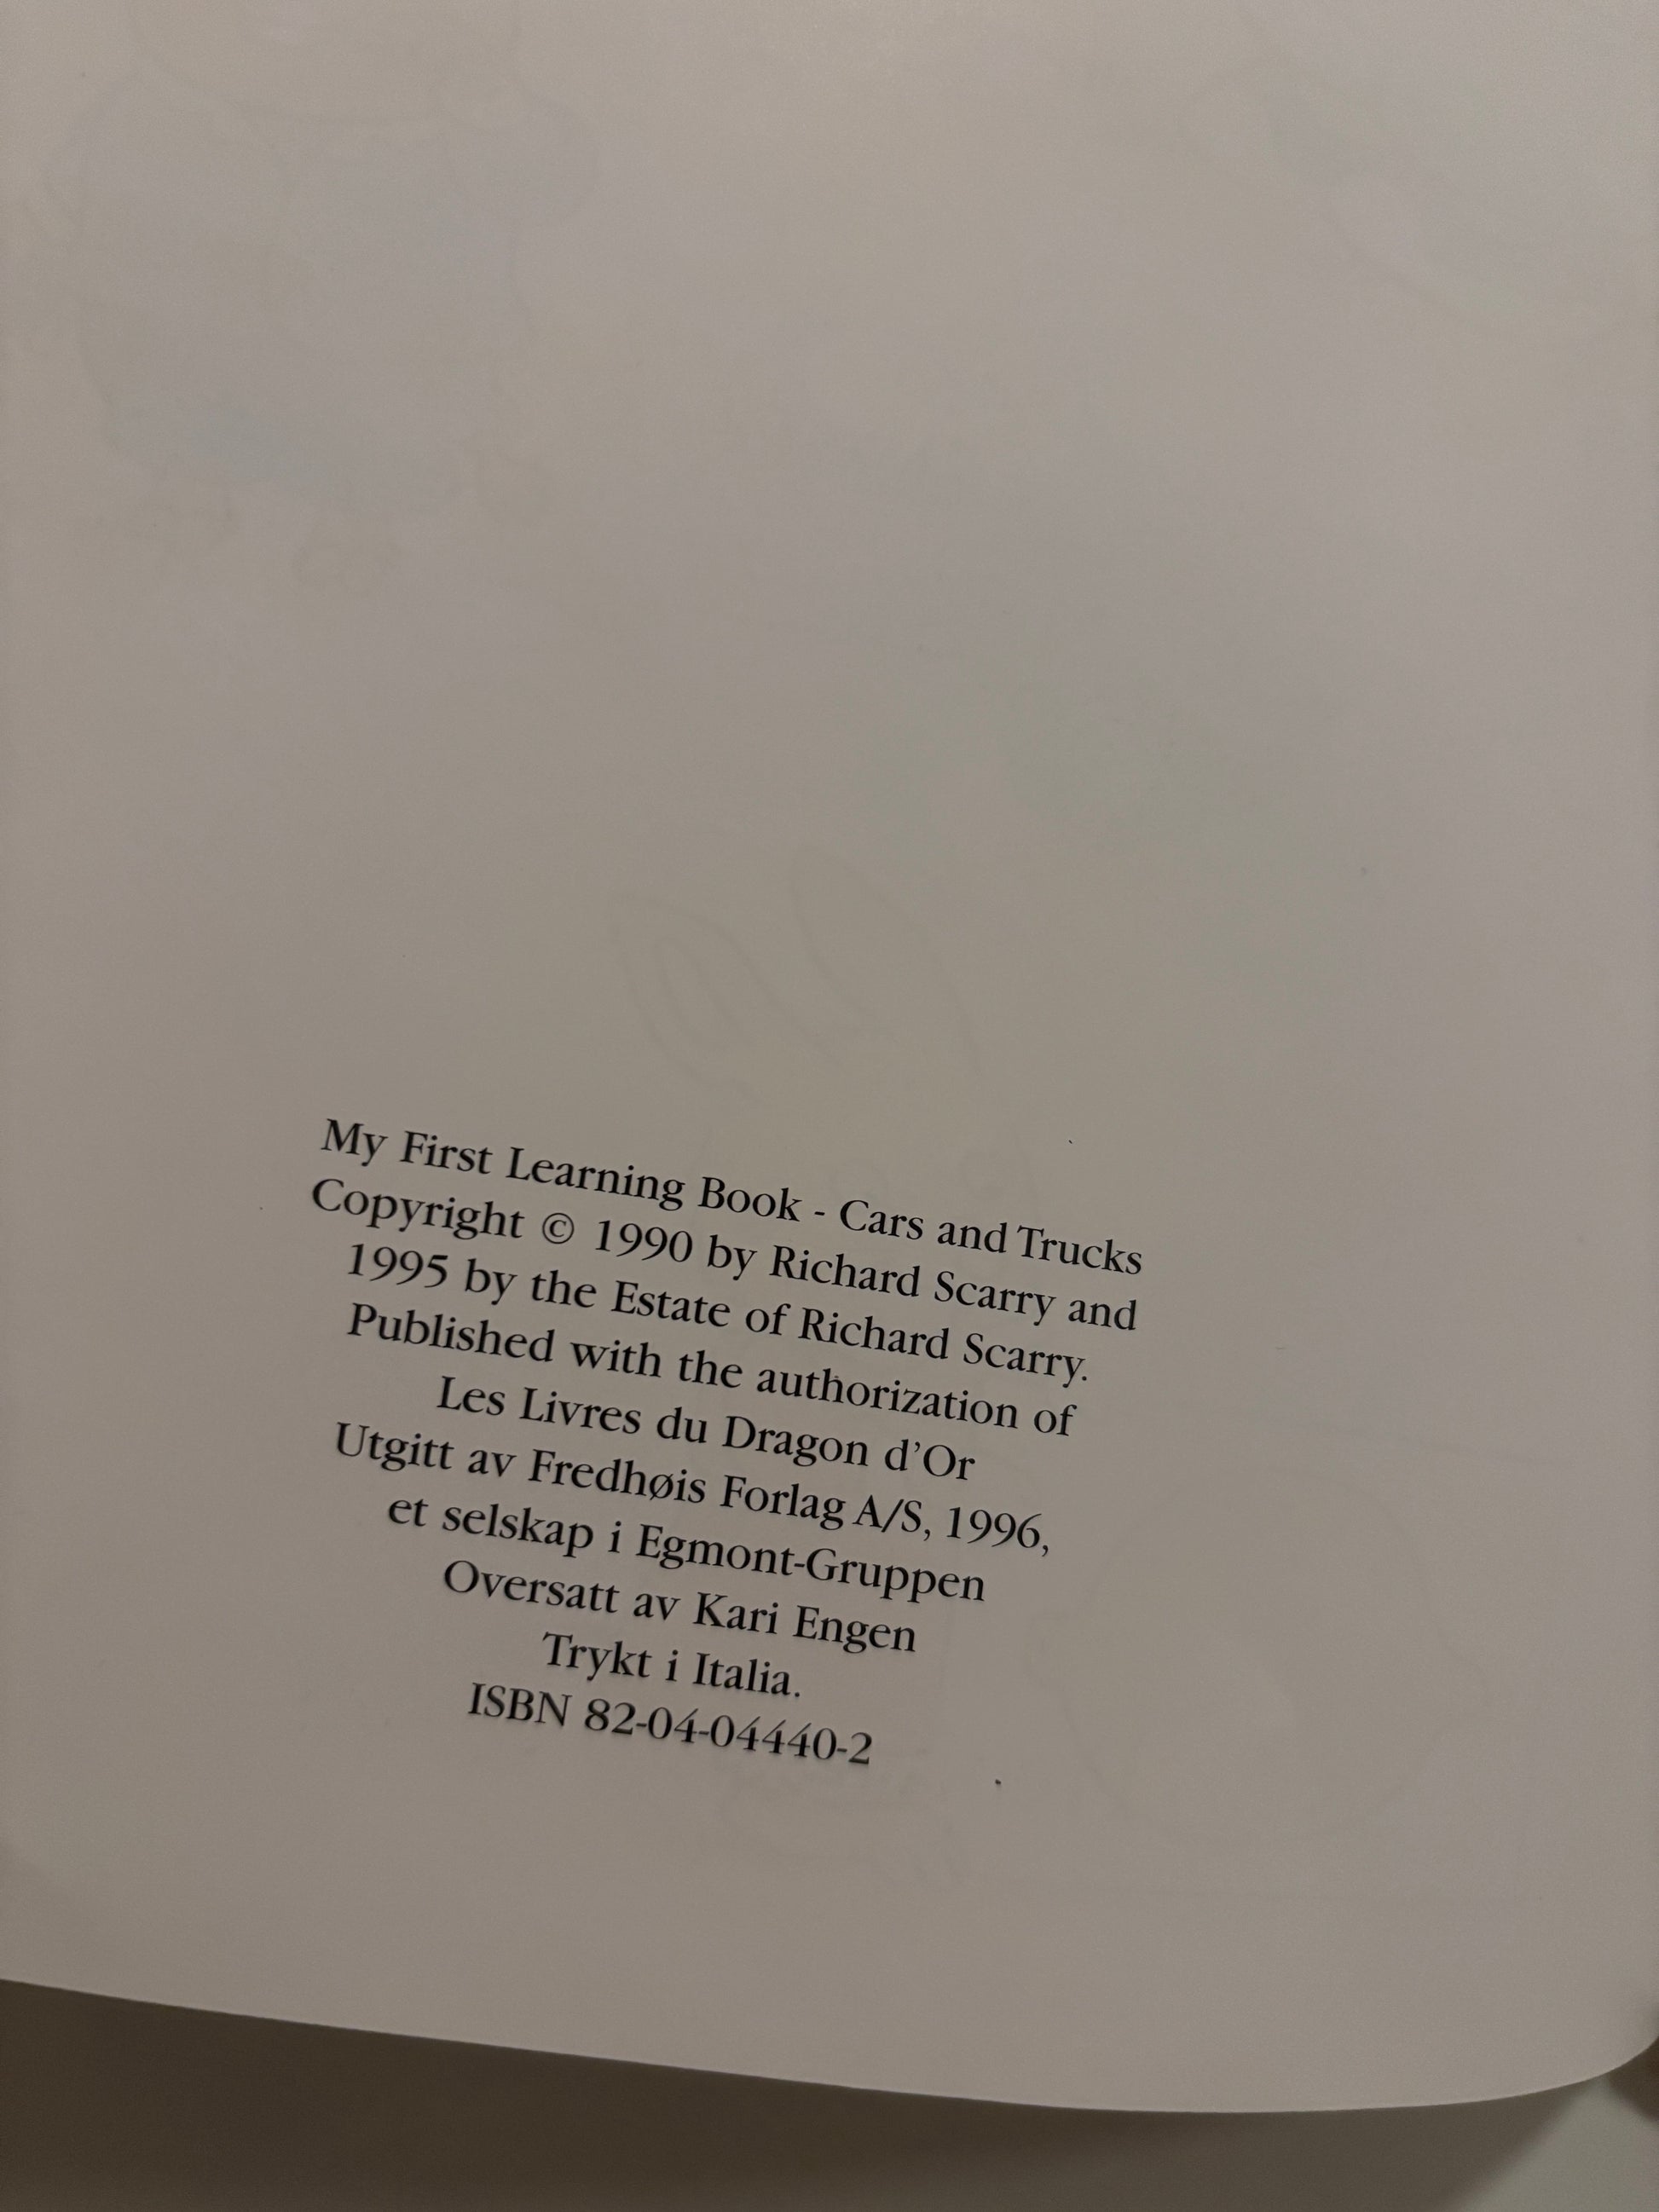 My First Learning Book - Cars and Trucks
Copyright © 1990 by Richard Scarry and
1995 by the Estate of Richard Scarry.
Published with the authorization of
Les Livres du Dragon d'Or
Utgitt av Fredhøis Forlag A/S, 1996,
et selskap i Egmont-Gruppen
Oversatt av Kari Engen
Trykt i Italia.
ISBN 82-04-04440-2